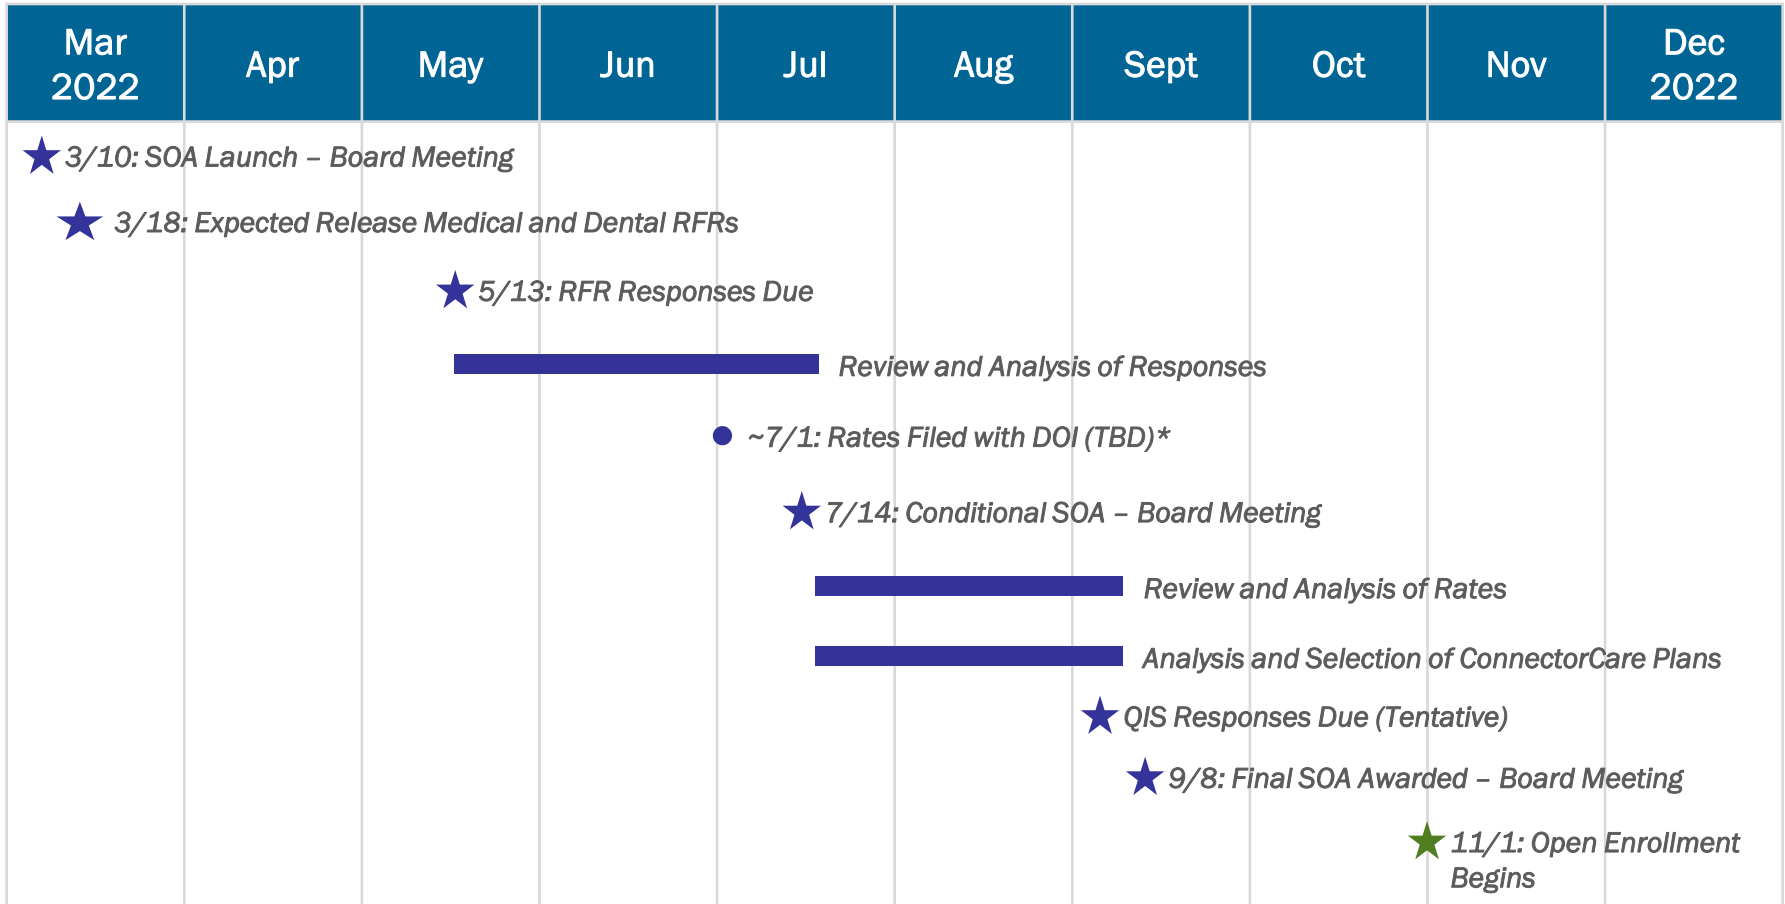 Mar
2022
Apr
May
Jun
Jul
Aug
Sept
Oct
Nov
Dec
2022
3/10: SOA Launch – Board Meeting
3/18: Expected Release Medical and Dental RFRs
5/13: RFR Responses Due
Review and Analysis of Responses
~7/1: Rates Filed with DOI (TBD)*
7/14: Conditional SOA – Board Meeting
Review and Analysis of Rates
Analysis and Selection of ConnectorCare Plans
QIS Responses Due (Tentative)
9/8: Final SOA Awarded – Board Meeting
11/1: Open Enrollment
Begins